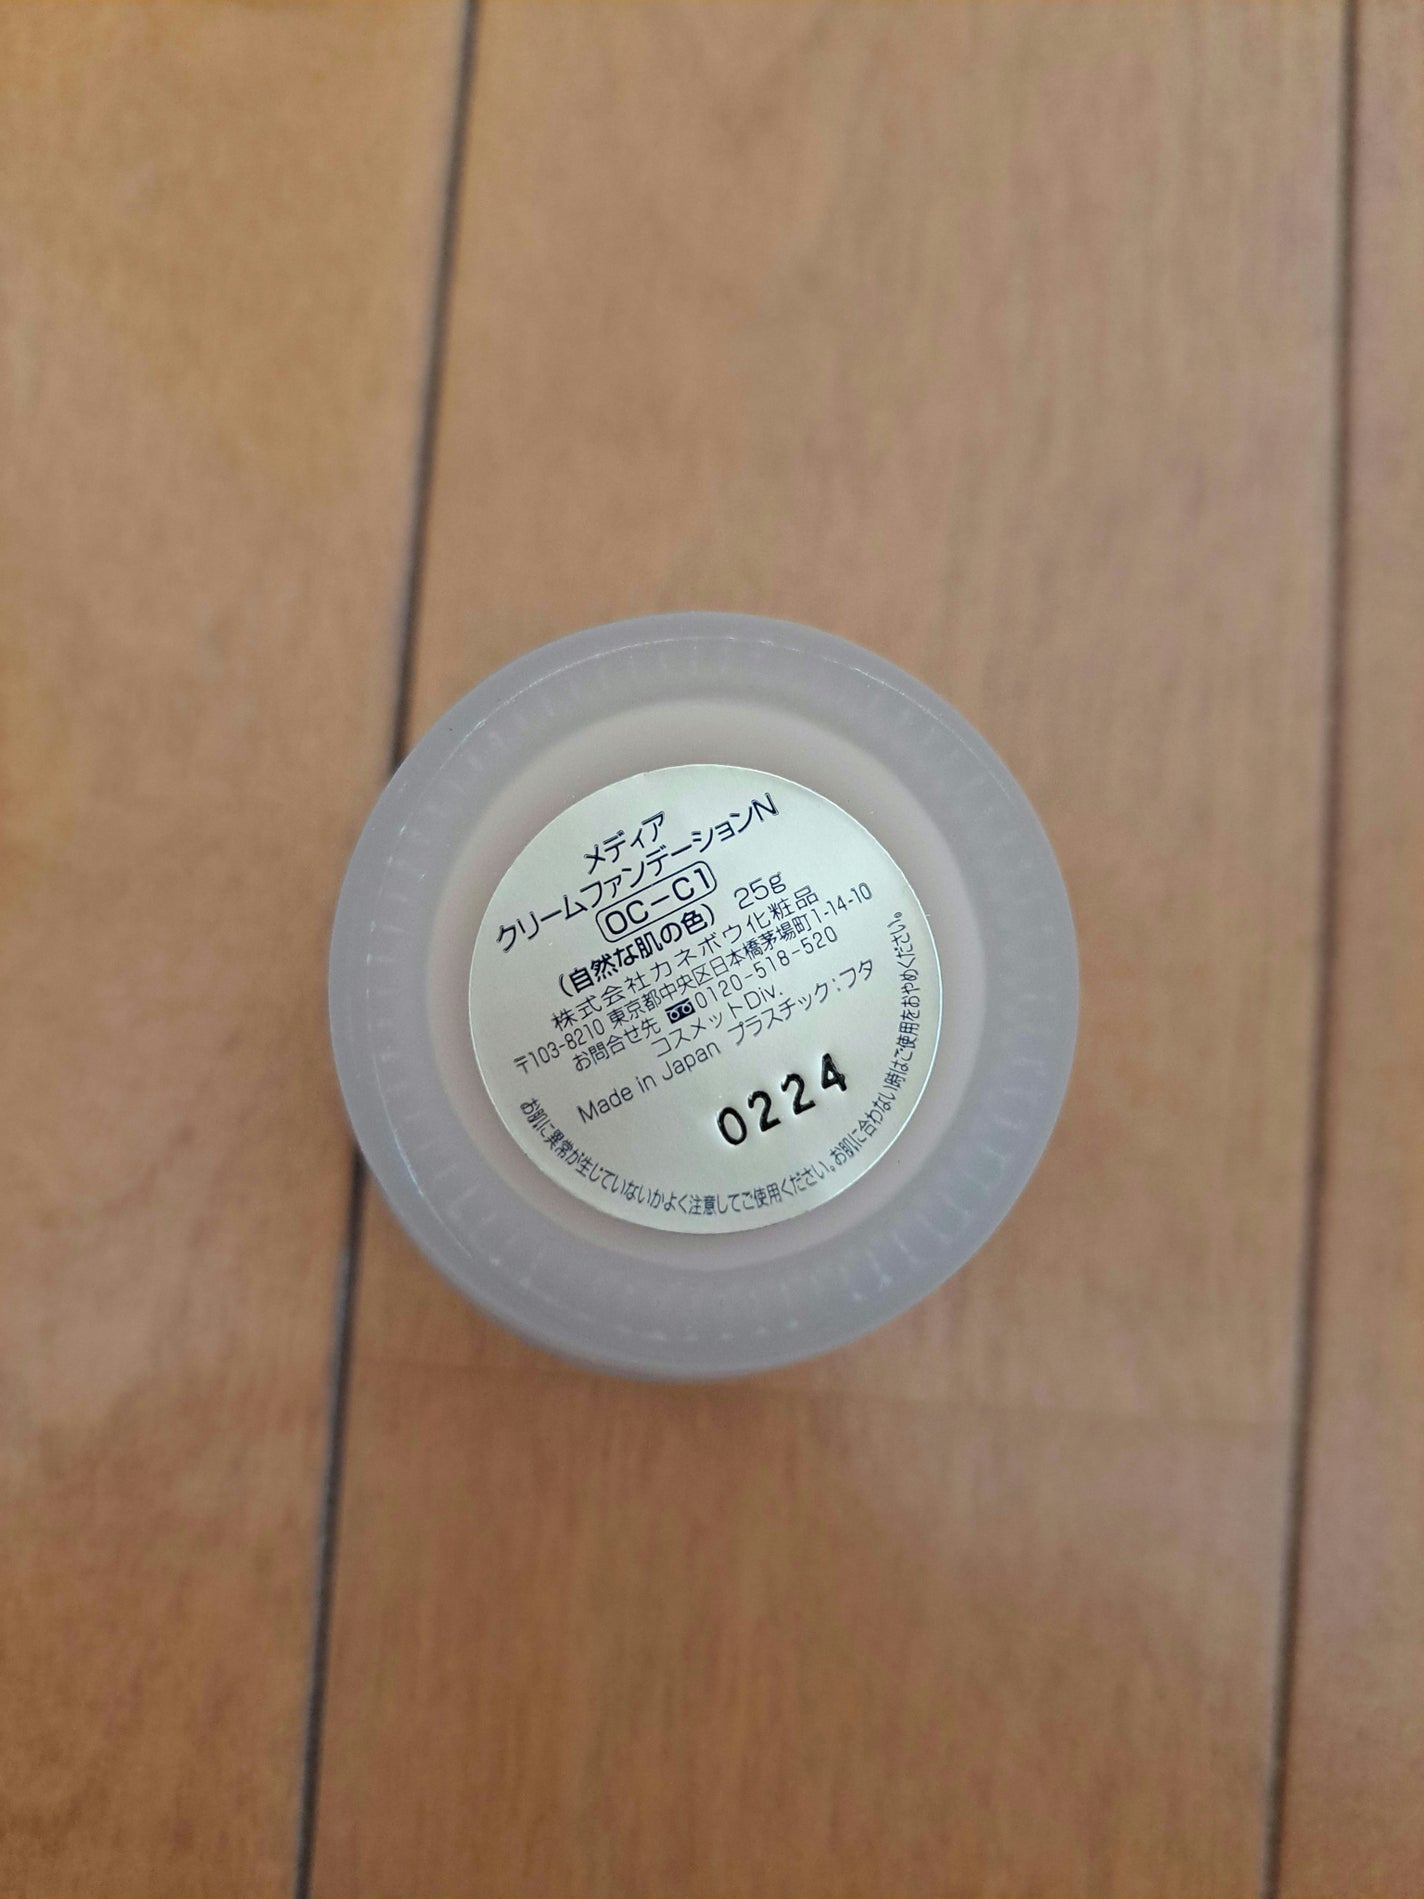 メディア
クリームファンデーションN
OC-C1 25g
(自然な肌の色)
株式会社カネボウ化粧品
〒103-8210 東京都中央区日本橋茅場町1-14-10
お問合せ先 0120-518-520
コスメットDiv.
Made in Japan プラスチック:フタ
0224
お肌に異常が生じていないかよく注意してご使用ください。お肌に合わない時はご使用をおやめください。